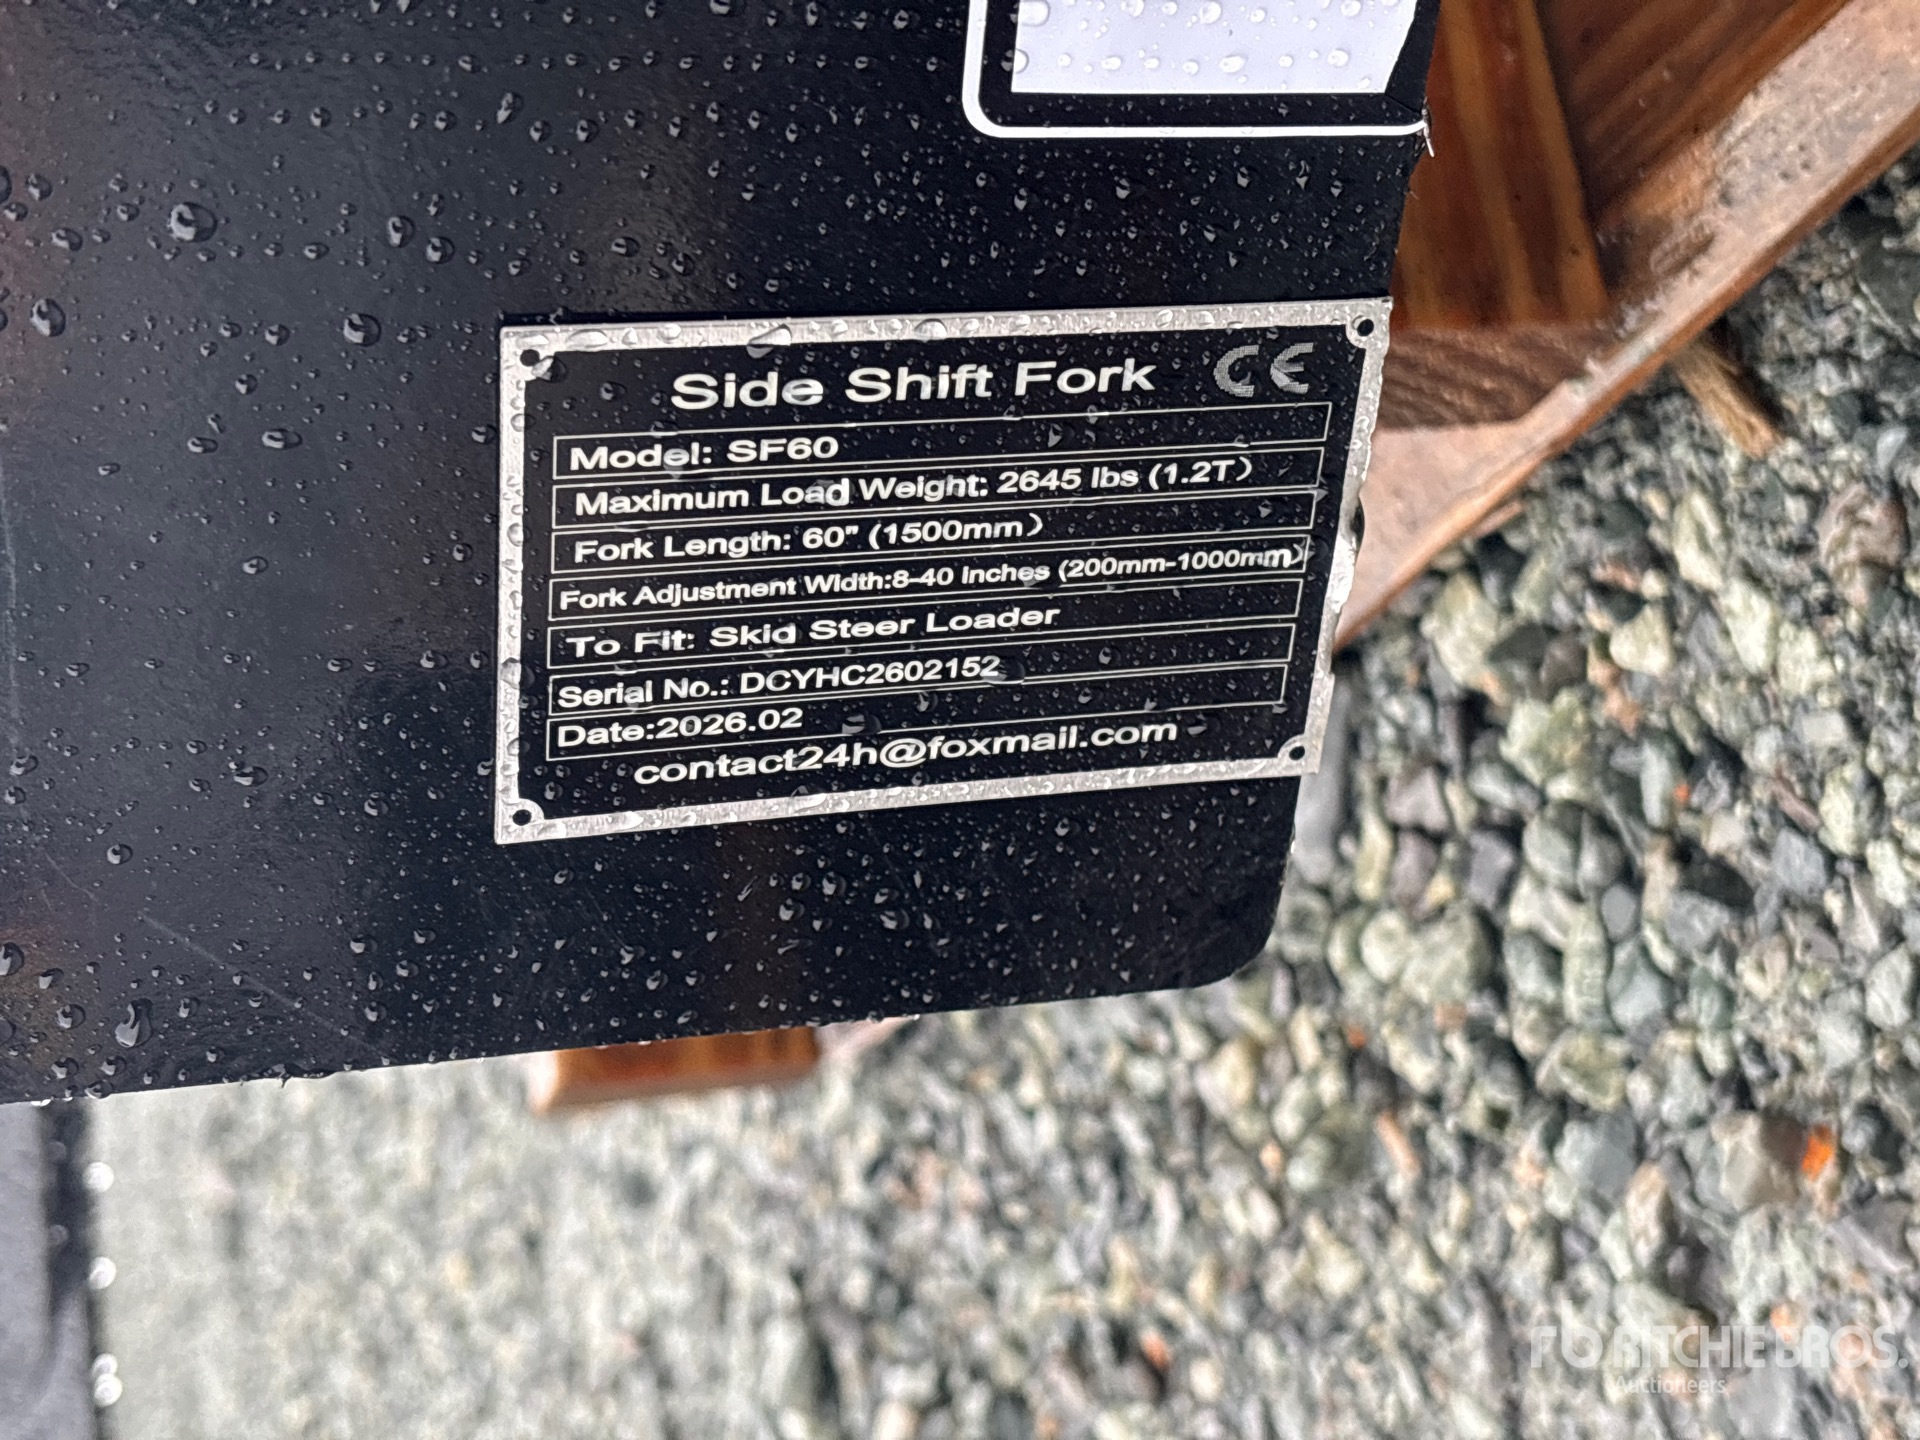 Side Shift Fork CE
Model: SF60
Maximum Load Weight: 2645 lbs (1.2T)
Fork Length: 60" (1500mm)
Fork Adjustment Width:8-40 inches (200mm-1000mm)
To Fit: Skid Steer Loader
Serial No.: DCYHC2602152
Date:2026.02
contact24h@foxmail.com
RITCHIE BROS.
Auctioneers